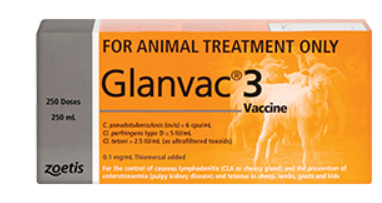 FOR ANIMAL TREATMENT ONLY
Glanvac® 3
Vaccine
250 Doses
250 mL
C. pseudotuberculosis (ovis) ≥ 6 cpu/mL
Cl. perfringens type D ≥ 5 IU/mL
Cl. tetani ≥ 2.5 IU/mL (as ultrafiltered toxoids)
0.1 mg/mL Thiomersal added
zoetis
For the control of caseous lymphadenitis (CLA or cheesy gland) and the prevention of
enterotoxaemia (pulpy kidney disease) and tetanus in sheep, lambs, goats and kids